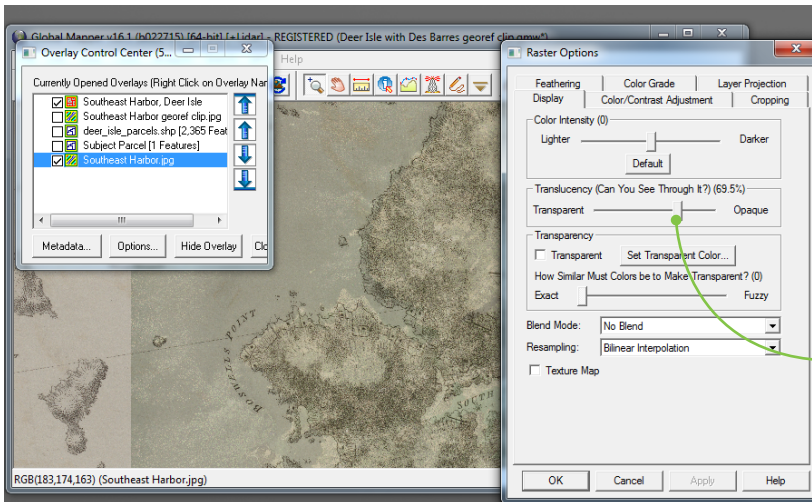 Global Mapper v16.1 (b022715) [64-bit] [+Lidar] - REGISTERED (Deer Isle with Des Barres georef clip.gmw*)
Help
Overlay Control Center (5...
Currently Opened Overlays (Right Click on Overlay Nar
Southeast Harbor, Deer Isle
Southeast Harbor georef clip.jpg
deer_isle_parcels.shp [2,365 Feat
Subject Parcel [1 Features]
Southeast Harbor.jpg
Metadata...
Options...
Hide Overlay
Clo
BOSWELLS POINT
SOUTH
RGB(183,174,163) (Southeast Harbor.jpg)
Raster Options
Feathering
Color Grade
Layer Projection
Display
Color/Contrast Adjustment
Cropping
Color Intensity (0)
Lighter
Darker
Default
Translucency (Can You See Through It?) (69.5%)
Transparent
Opaque
Transparency
Transparent
Set Transparent Color...
How Similar Must Colors be to Make Transparent? (0)
Exact
Fuzzy
Blend Mode:
No Blend
Resampling:
Bilinear Interpolation
Texture Map
OK
Cancel
Apply
Help